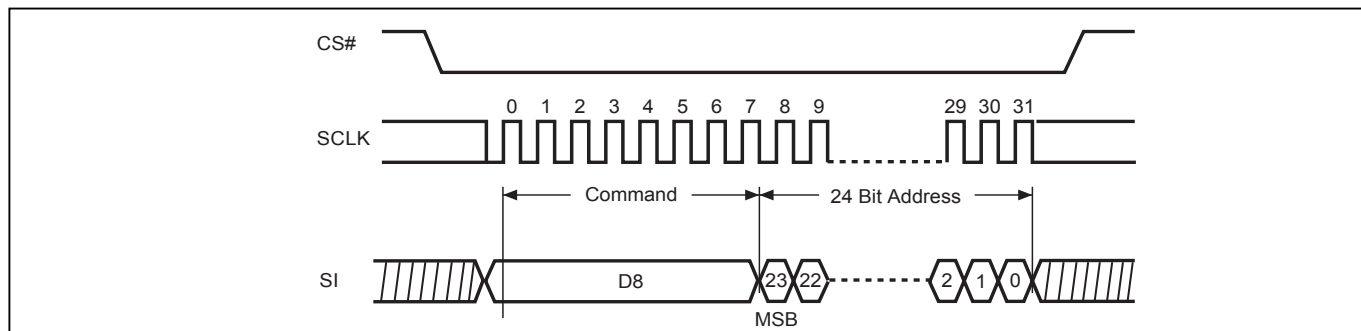 CS#
0 1 2 3 4 5 6 7 8 9 29 30 31
SCLK
Command 24 Bit Address
SI D8 23 22 2 1 0
MSB